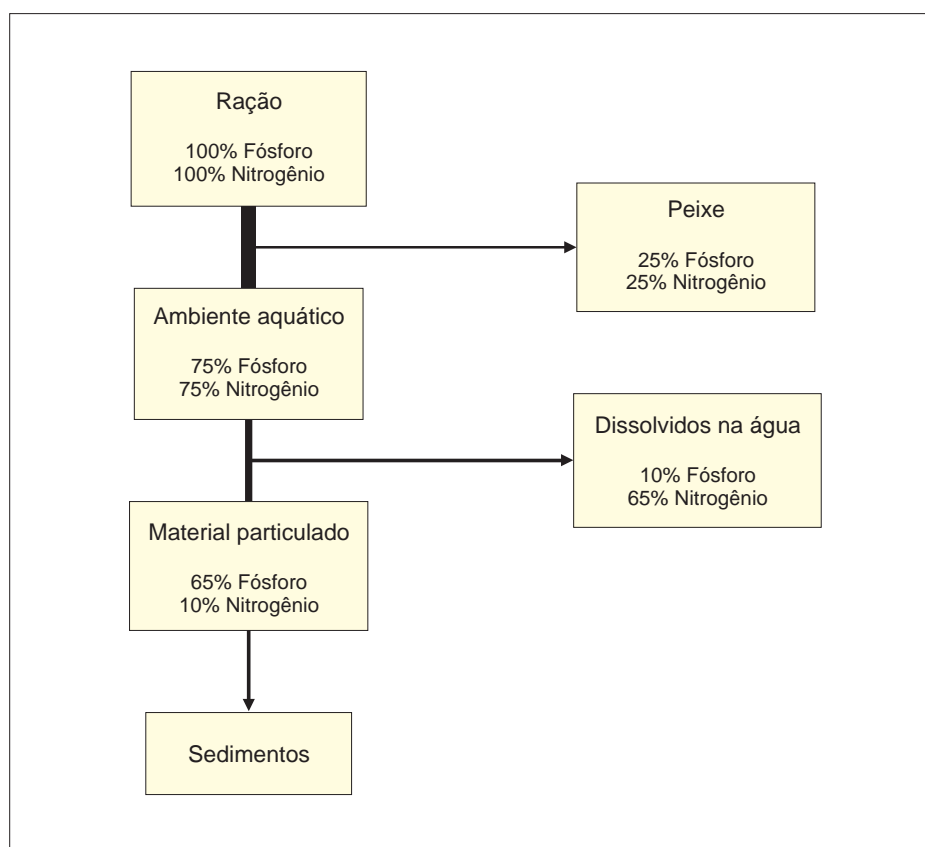 Ração
100% Fósforo
100% Nitrogênio
Peixe
25% Fósforo
25% Nitrogênio
Ambiente aquático
75% Fósforo
75% Nitrogênio
Dissolvidos na água
10% Fósforo
65% Nitrogênio
Material particulado
65% Fósforo
10% Nitrogênio
Sedimentos